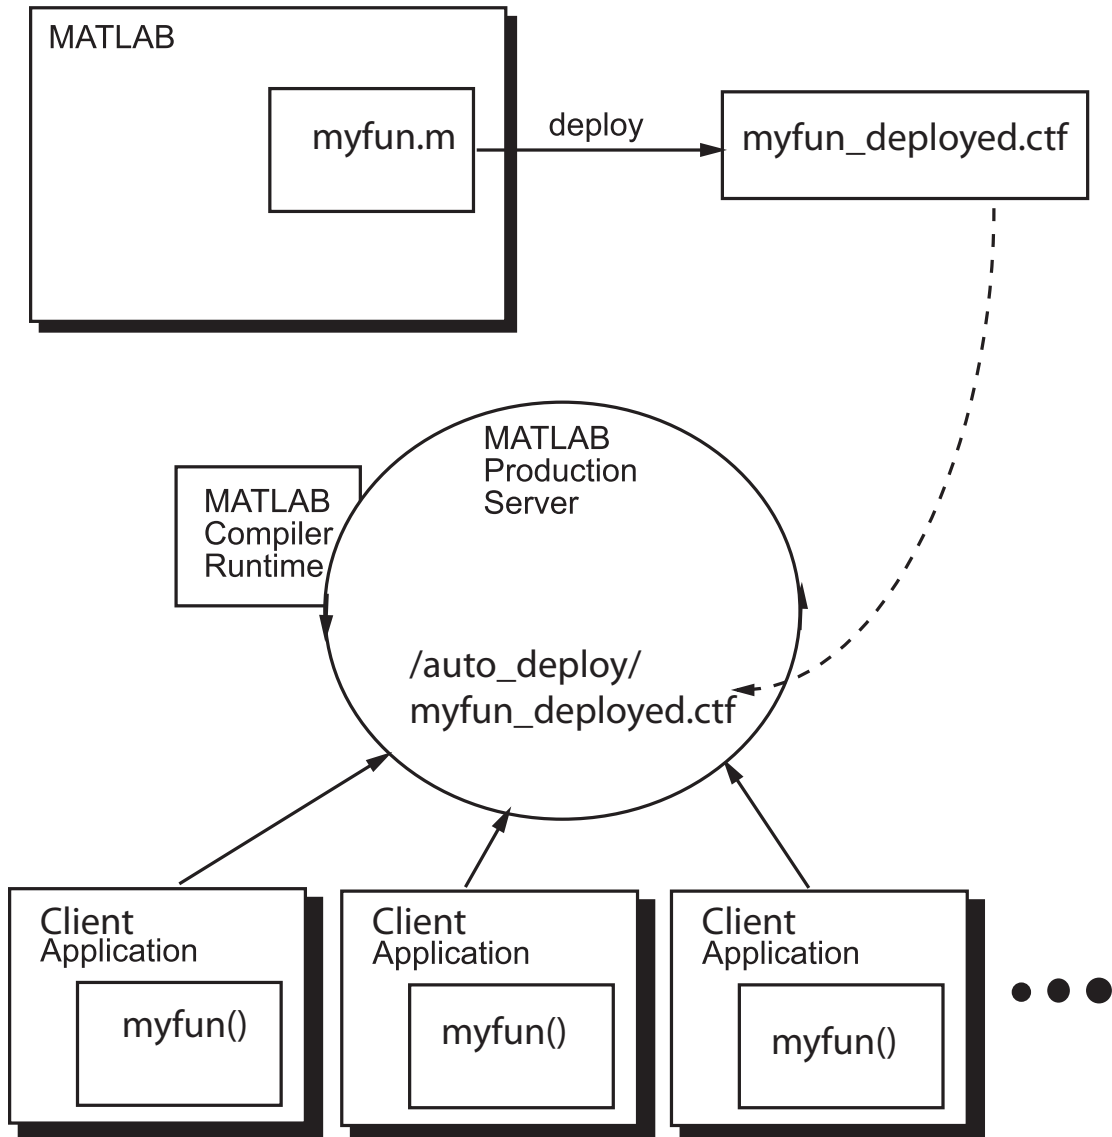 MATLAB
myfun.m
deploy
myfun_deployed.ctf
MATLAB
Production
Server
MATLAB
Compiler
Runtime
/auto_deploy/
myfun_deployed.ctf
Client
Application
myfun()
Client
Application
myfun()
Client
Application
myfun()